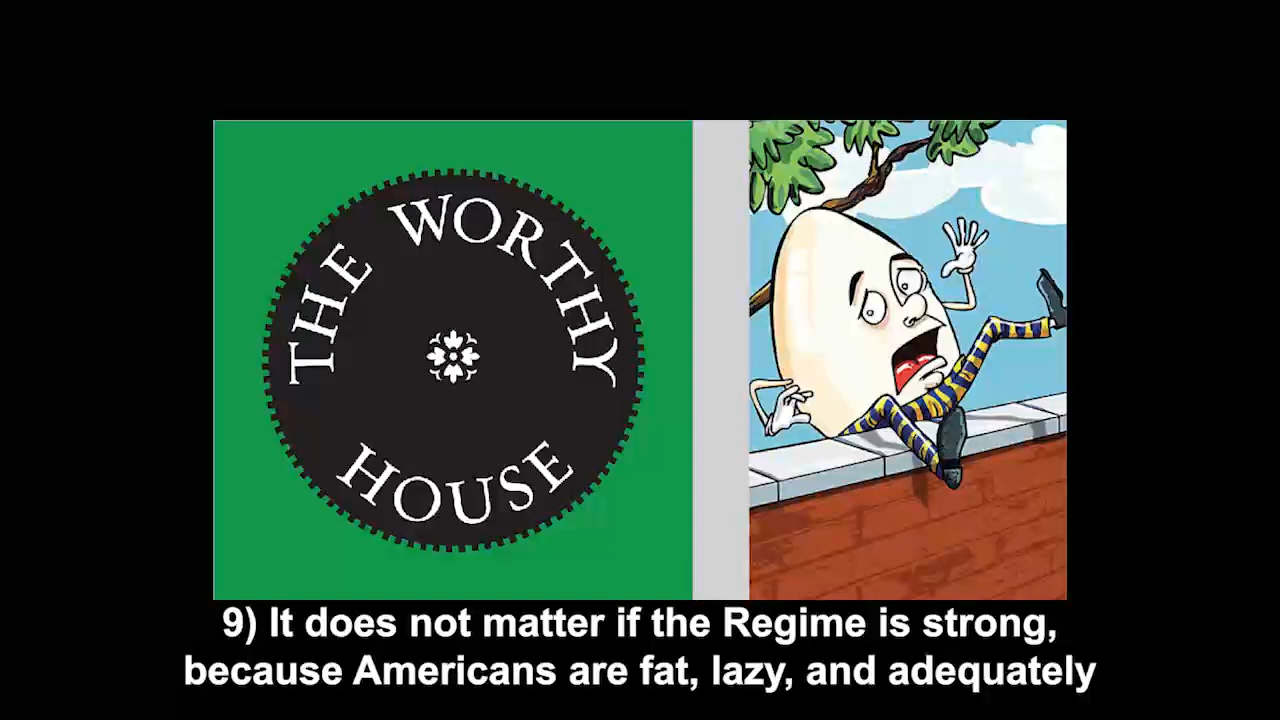 THE WORTHY
HOUSE
9) It does not matter if the Regime is strong,
because Americans are fat, lazy, and adequately